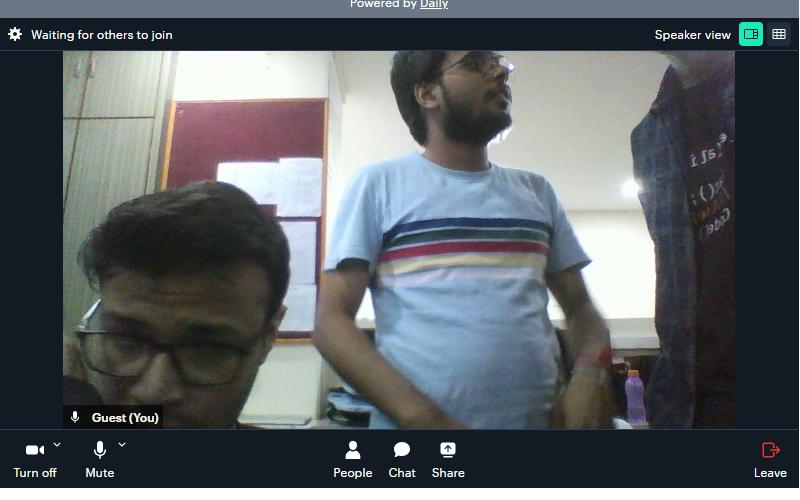 Powered by Daily
Waiting for others to join
Speaker view
Guest (You)
Turn off
Mute
People
Chat
Share
Leave